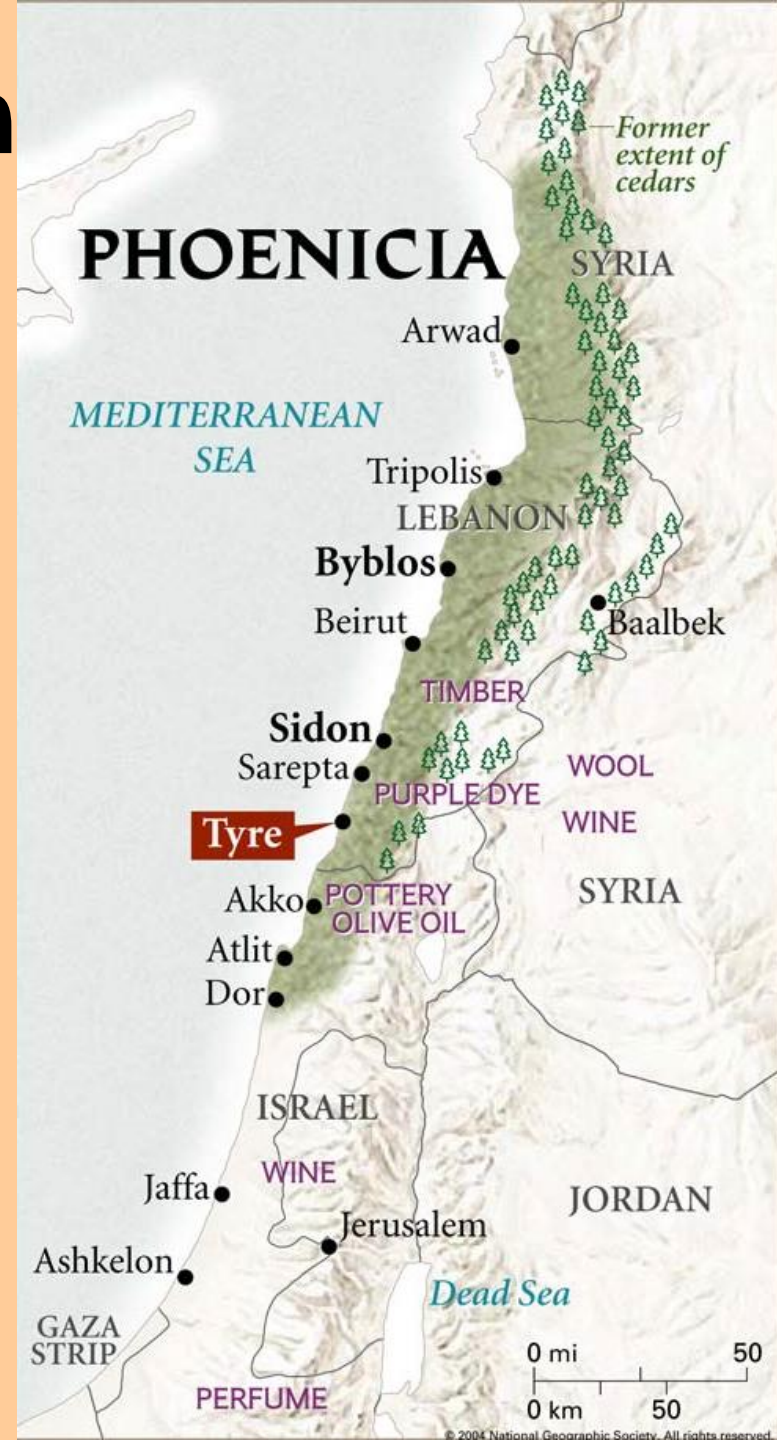 Former
extent of
cedars
PHOENICIA
SYRIA
Arwad
MEDITERRANEAN
SEA
Tripolis
LEBANON
Byblos
Beirut
Baalbek
TIMBER
Sidon
Sarepta
WOOL
PURPLE DYE
WINE
Tyre
SYRIA
Akko
POTTERY
OLIVE OIL
Atlit
Dor
ISRAEL
WINE
Jaffa
JORDAN
Jerusalem
Ashkelon
Dead Sea
GAZA
STRIP
0 mi 50
0 km 50
PERFUME
© 2004 National Geographic Society. All rights reserved.